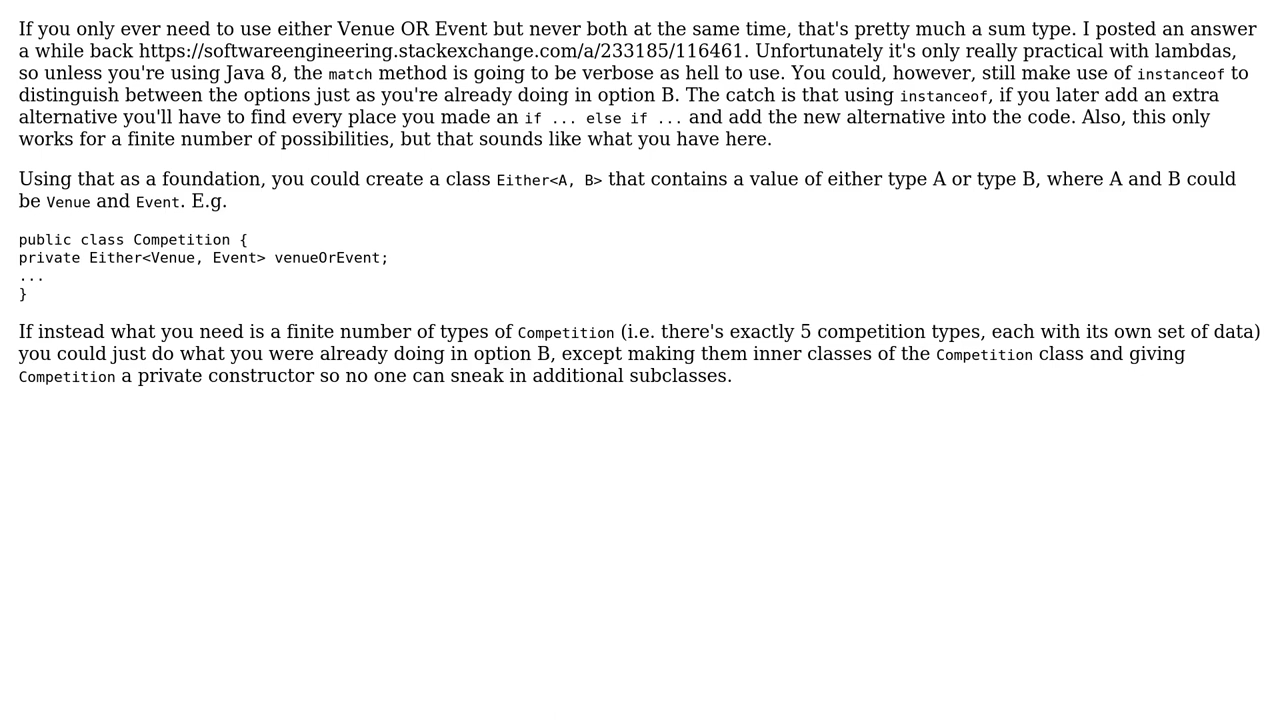 If you only ever need to use either Venue OR Event but never both at the same time, that's pretty much a sum type. I posted an answer
a while back https://softwareengineering.stackexchange.com/a/233185/116461. Unfortunately it's only really practical with lambdas,
so unless you're using Java 8, the match method is going to be verbose as hell to use. You could, however, still make use of instanceof to
distinguish between the options just as you're already doing in option B. The catch is that using instanceof, if you later add an extra
alternative you'll have to find every place you made an if ... else if ... and add the new alternative into the code. Also, this only
works for a finite number of possibilities, but that sounds like what you have here.
Using that as a foundation, you could create a class Either<A, B> that contains a value of either type A or type B, where A and B could
be Venue and Event. E.g.
public class Competition {
private Either<Venue, Event> venueOrEvent;
...
}
If instead what you need is a finite number of types of Competition (i.e. there's exactly 5 competition types, each with its own set of data)
you could just do what you were already doing in option B, except making them inner classes of the Competition class and giving
Competition a private constructor so no one can sneak in additional subclasses.